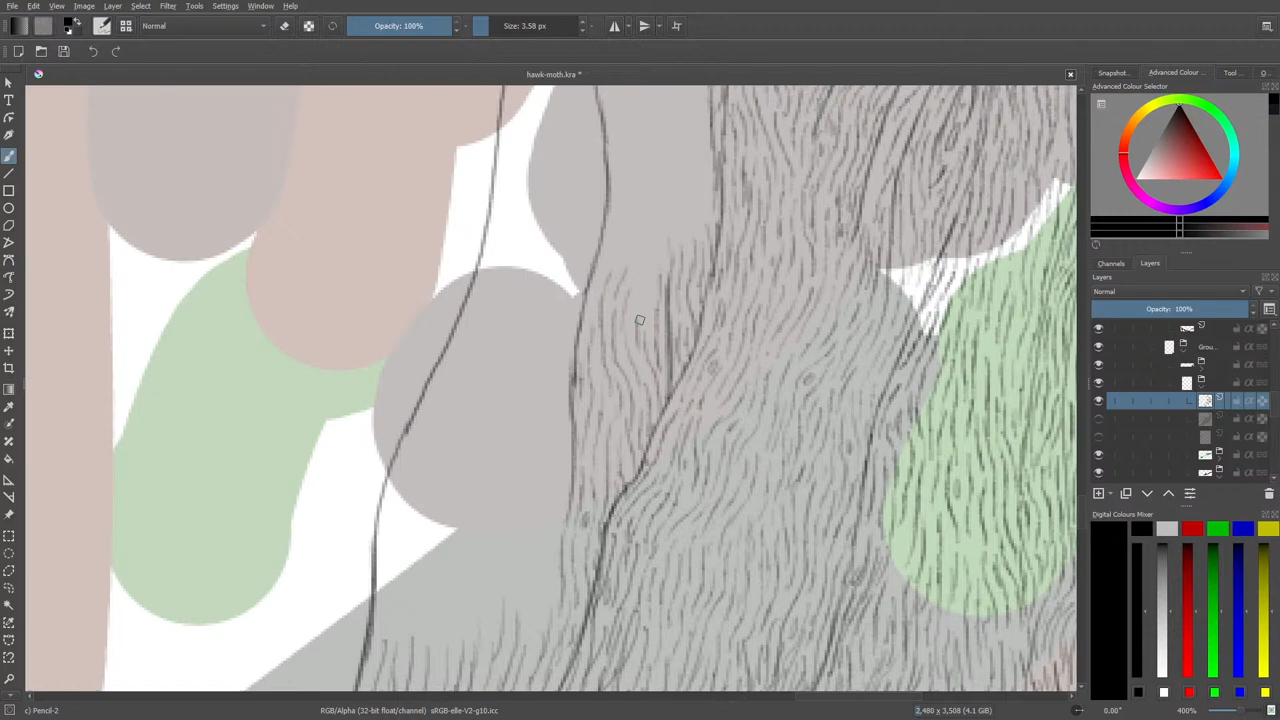 File Edit View Image Layer Select Filter Tools Settings Window Help
Normal Opacity: 100% Size: 3.58 px
hawk-moth.kra *
Snapshot... Advanced Colour ... Tool ... O...
Advanced Colour Selector
Channels Layers
Layers
Normal
Opacity: 100%
Grou...
Digital Colours Mixer
c) Pencil-2 RGB/Alpha (32-bit float/channel) sRGB-elle-V2-g10.icc 2,480 x 3,508 (4.1 GiB) 0.00° 400%